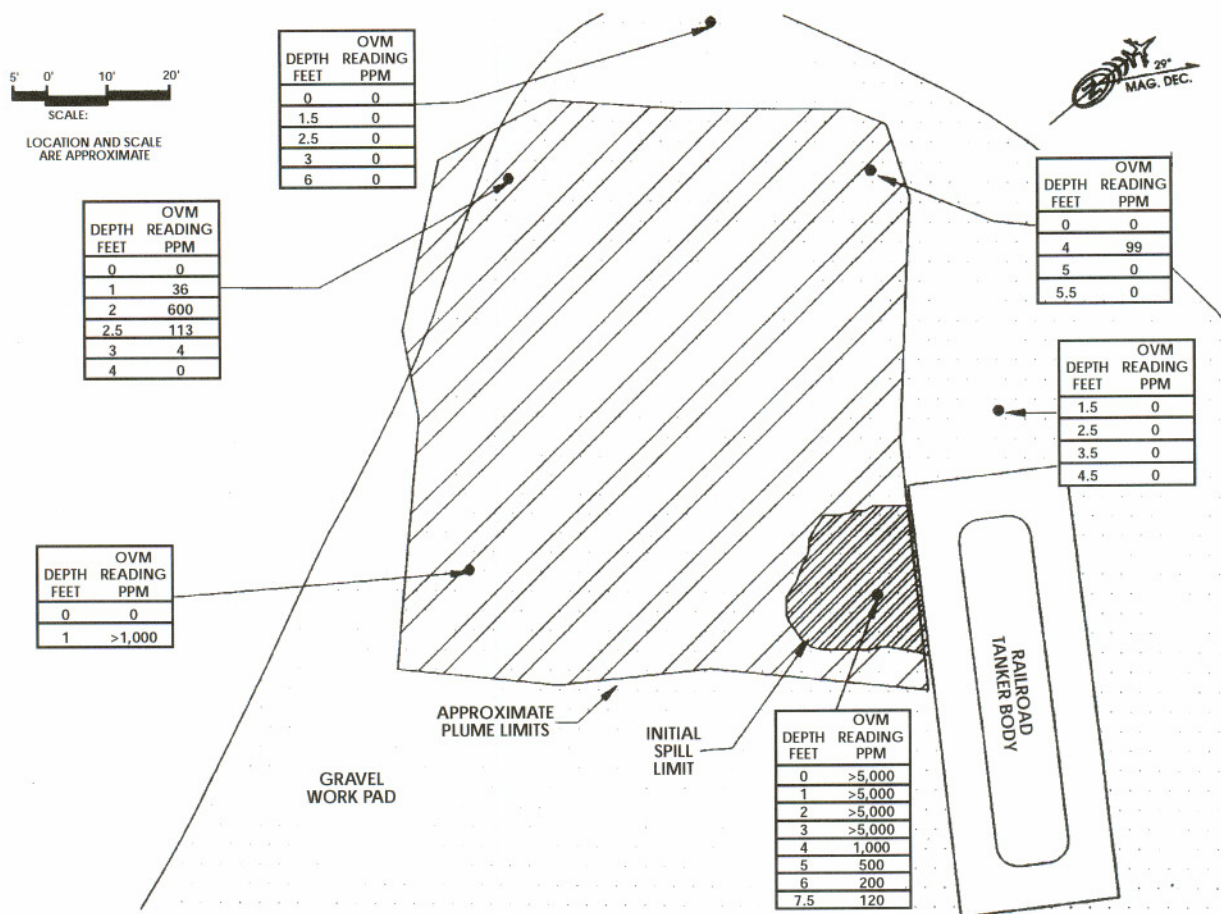 5' 0' 10' 20'
SCALE:
LOCATION AND SCALE
ARE APPROXIMATE
DEPTH FEET OVM READING PPM
0 0
1.5 0
2.5 0
3 0
6 0
29°
MAG. DEC.
DEPTH FEET OVM READING PPM
0 0
4 99
5 0
5.5 0
DEPTH FEET OVM READING PPM
0 0
1 36
2 600
2.5 113
3 4
4 0
DEPTH FEET OVM READING PPM
1.5 0
2.5 0
3.5 0
4.5 0
DEPTH FEET OVM READING PPM
0 0
1 >1,000
RAILROAD
TANKER BODY
APPROXIMATE
PLUME LIMITS
INITIAL
SPILL
LIMIT
GRAVEL
WORK PAD
DEPTH FEET OVM READING PPM
0 >5,000
1 >5,000
2 >5,000
3 >5,000
4 1,000
5 500
6 200
7.5 120